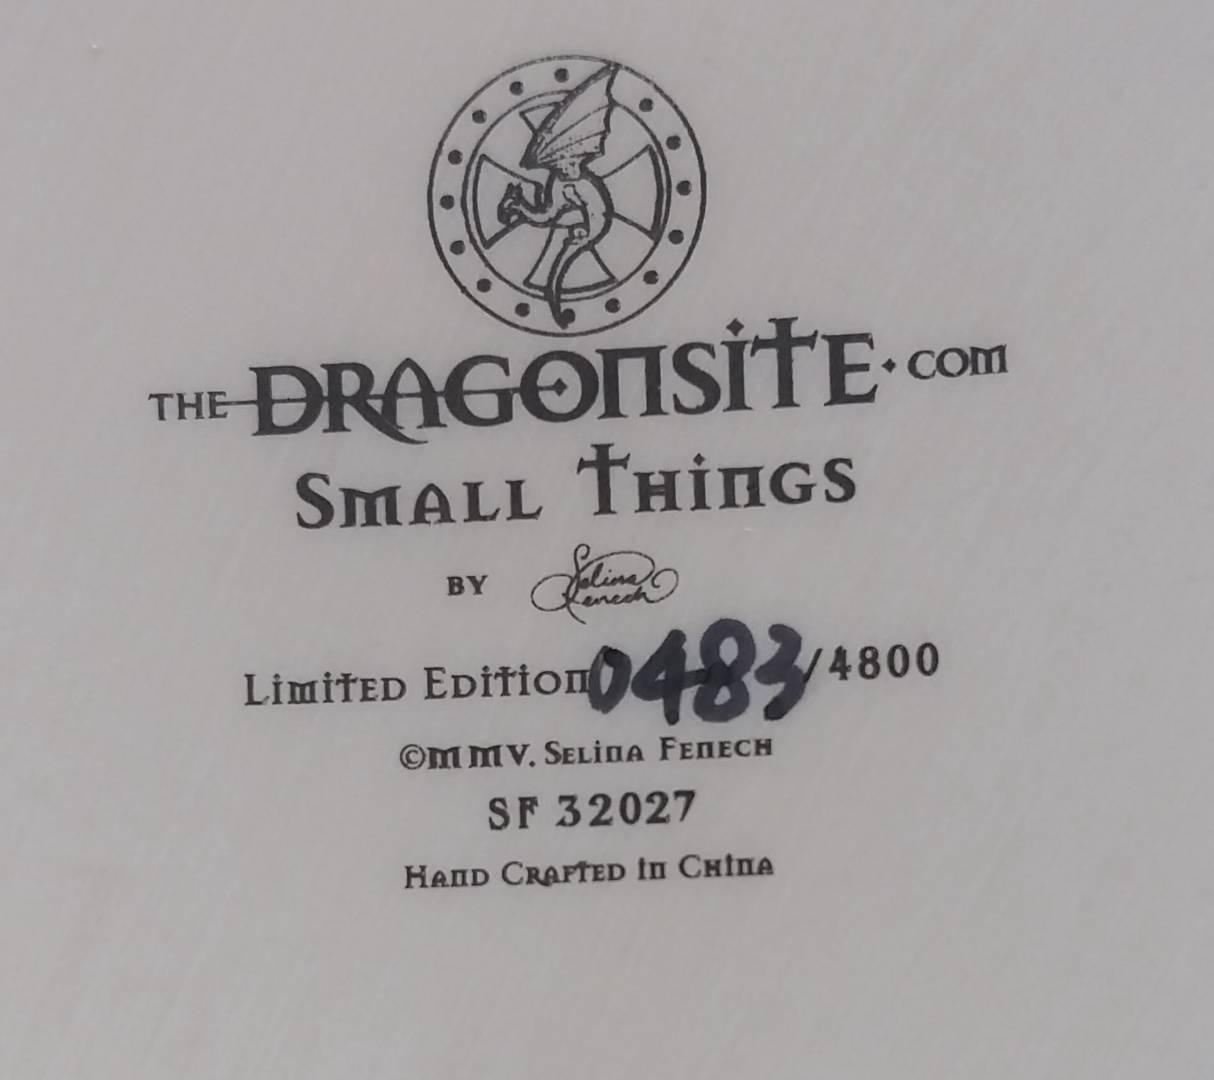 THE DRAGONSITE.COM
SMALL THINGS
BY Selina Fenech
LIMITED EDITION 0483/4800
©MMV. SELINA FENECH
SF 32027
HAND CRAFTED IN CHINA